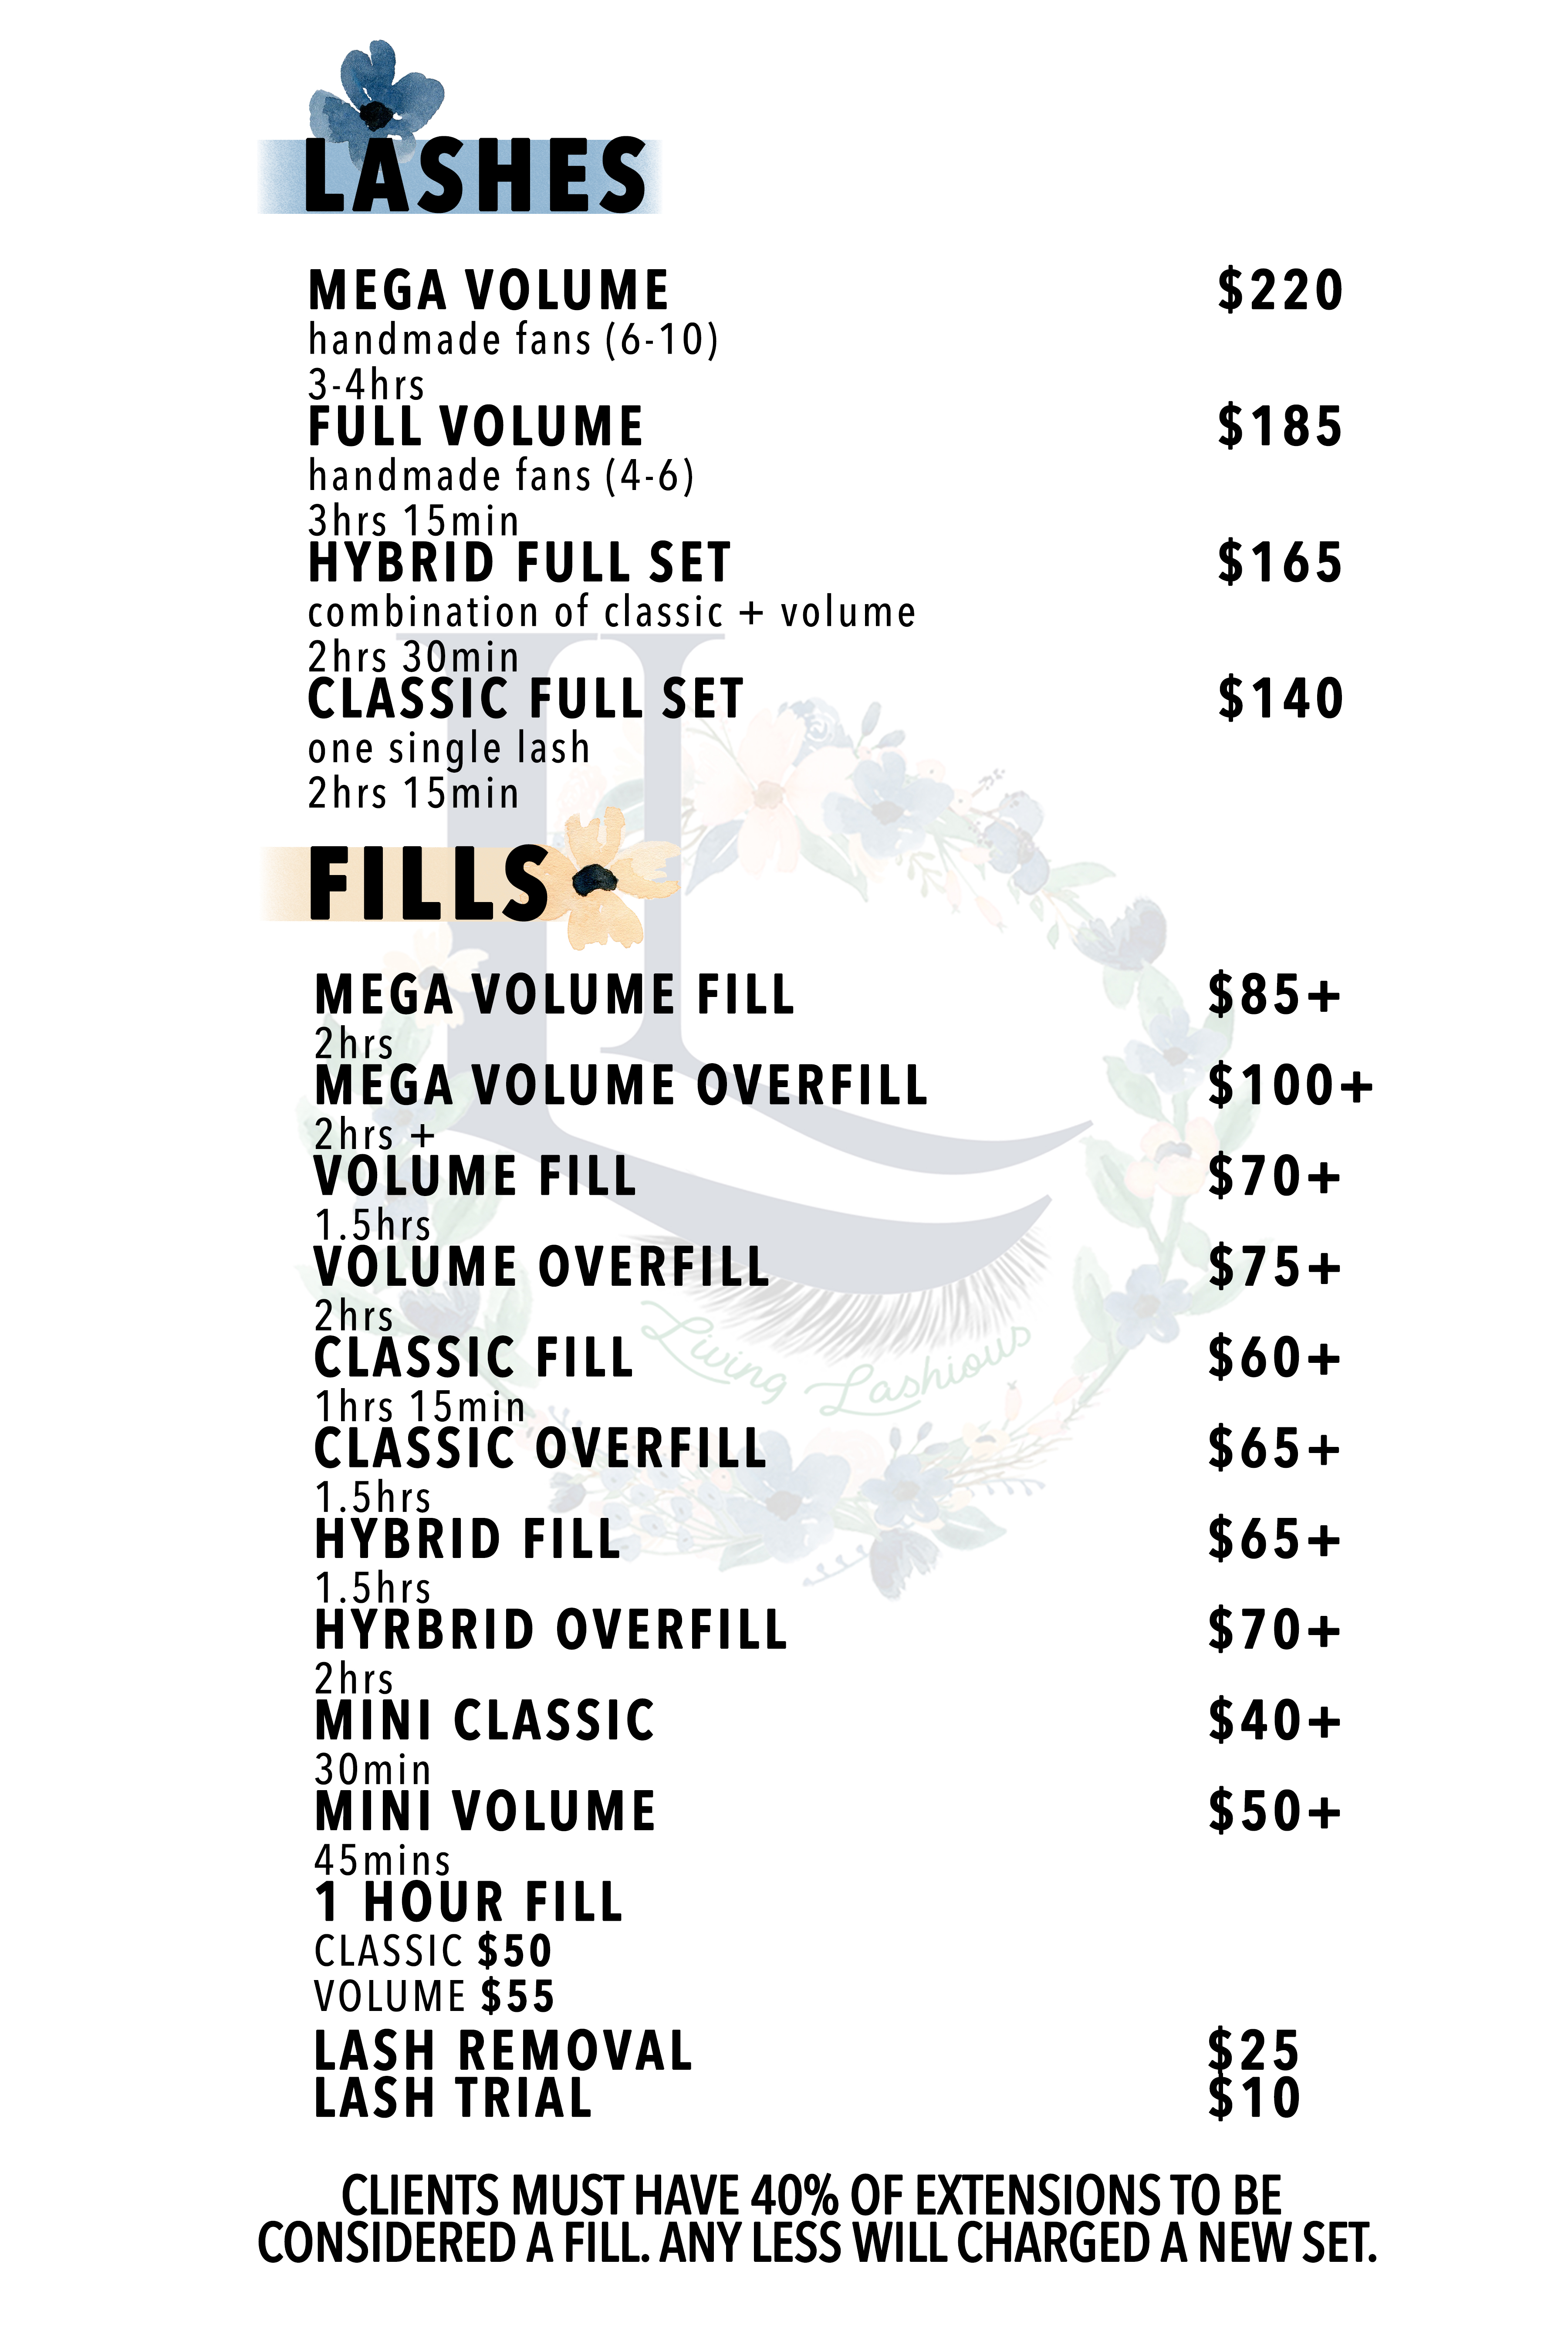 LASHES
MEGA VOLUME $220
handmade fans (6-10)
3-4hrs
FULL VOLUME $185
handmade fans (4-6)
3hrs 15min
HYBRID FULL SET $165
combination of classic + volume
2hrs 30min
CLASSIC FULL SET $140
one single lash
2hrs 15min
FILLS
MEGA VOLUME FILL $85+
2hrs
MEGA VOLUME OVERFILL $100+
2hrs +
VOLUME FILL $70+
1.5hrs
VOLUME OVERFILL $75+
2hrs
CLASSIC FILL $60+
1hrs 15min
CLASSIC OVERFILL $65+
1.5hrs
HYBRID FILL $65+
1.5hrs
HYRBRID OVERFILL $70+
2hrs
MINI CLASSIC $40+
30min
MINI VOLUME $50+
45mins
1 HOUR FILL
CLASSIC $50
VOLUME $55
LASH REMOVAL $25
LASH TRIAL $10
CLIENTS MUST HAVE 40% OF EXTENSIONS TO BE
CONSIDERED A FILL. ANY LESS WILL CHARGED A NEW SET.
LL
Living Lashious